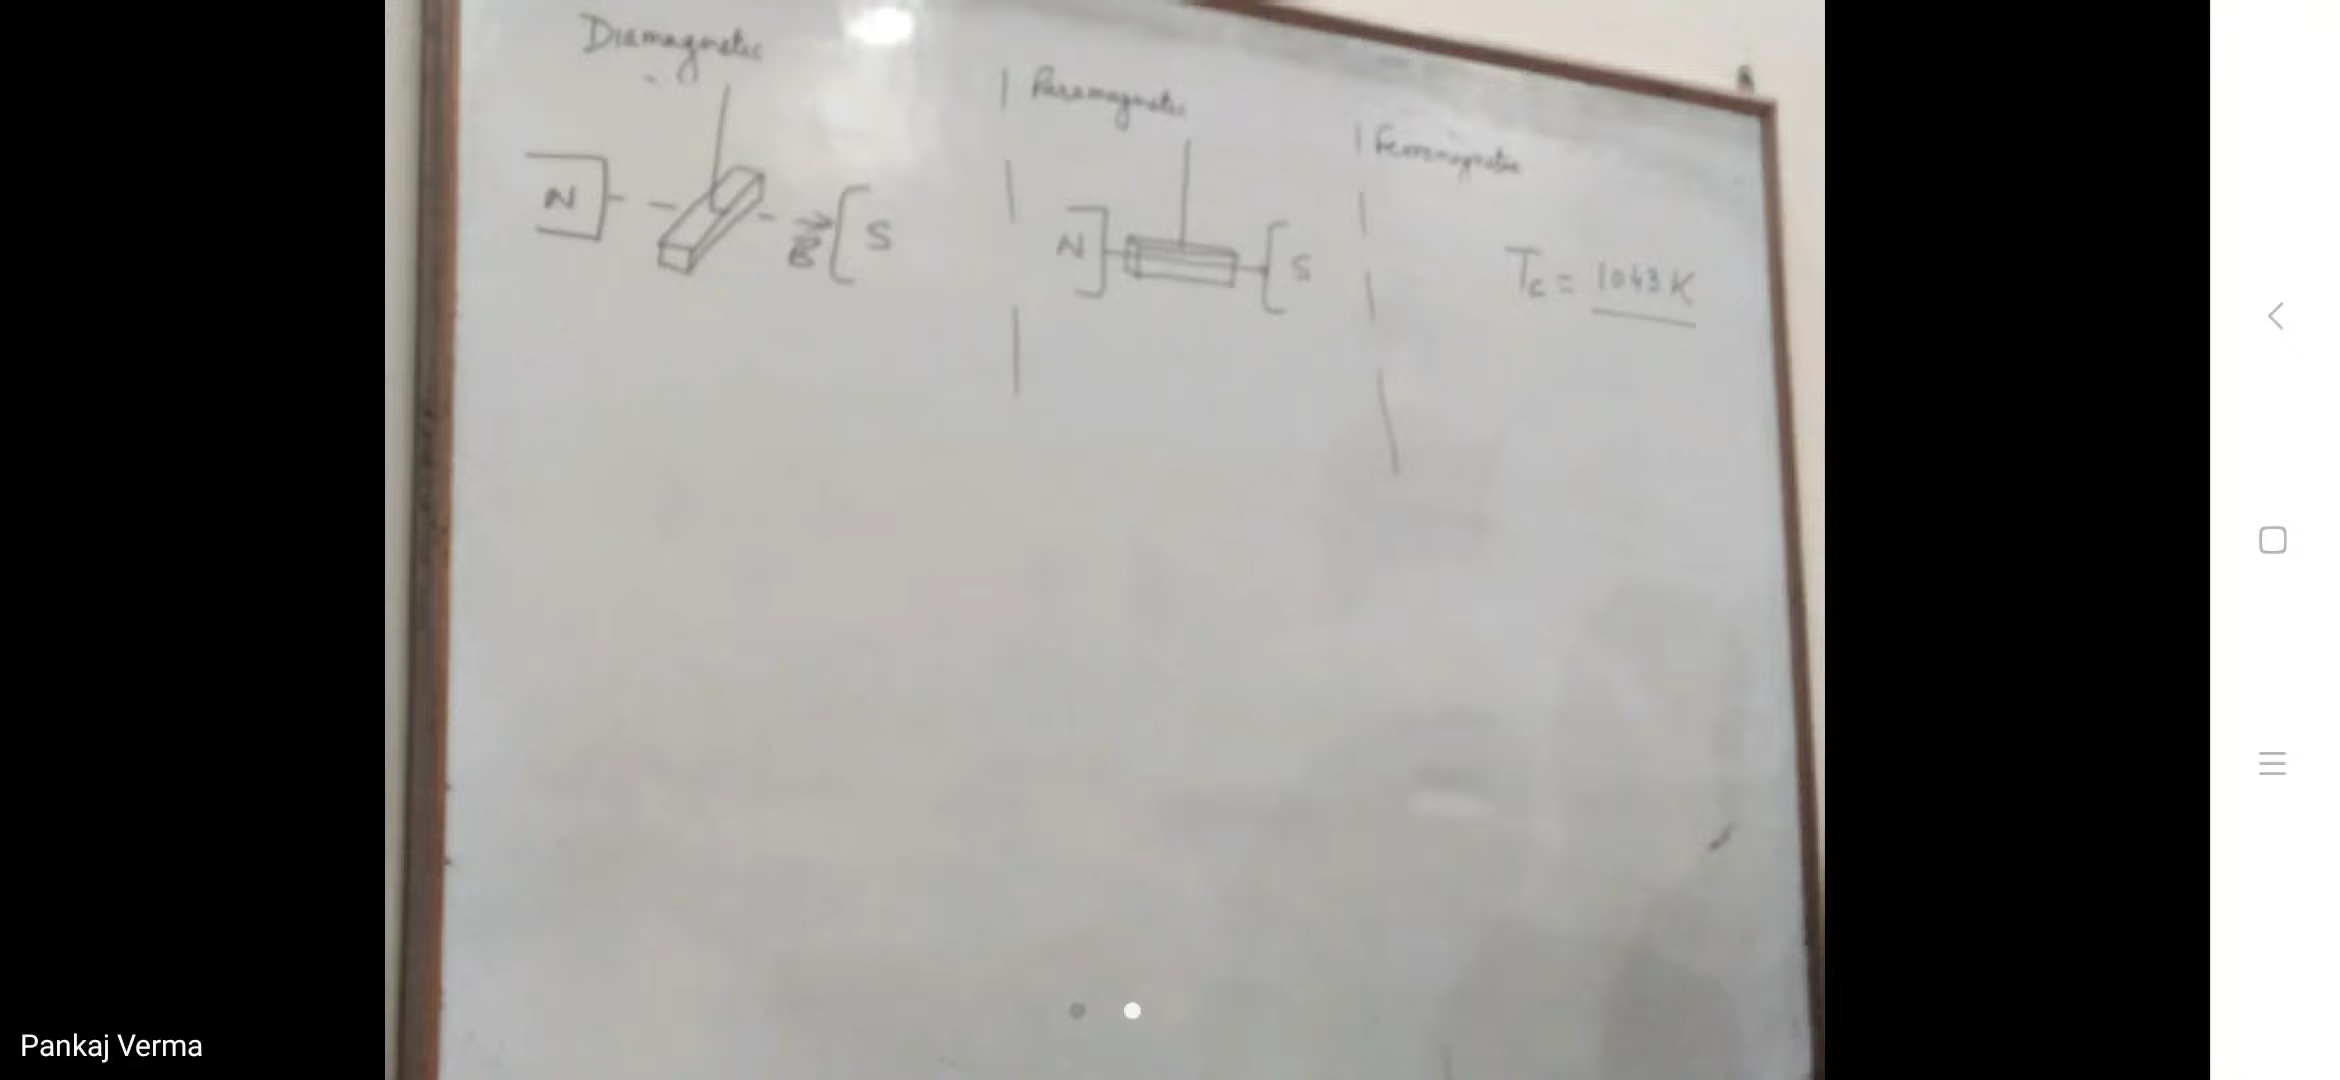 Diamagnetic
N B S
Paramagnetic
N S
Ferromagnetic
Tc = 1043 K
Pankaj Verma